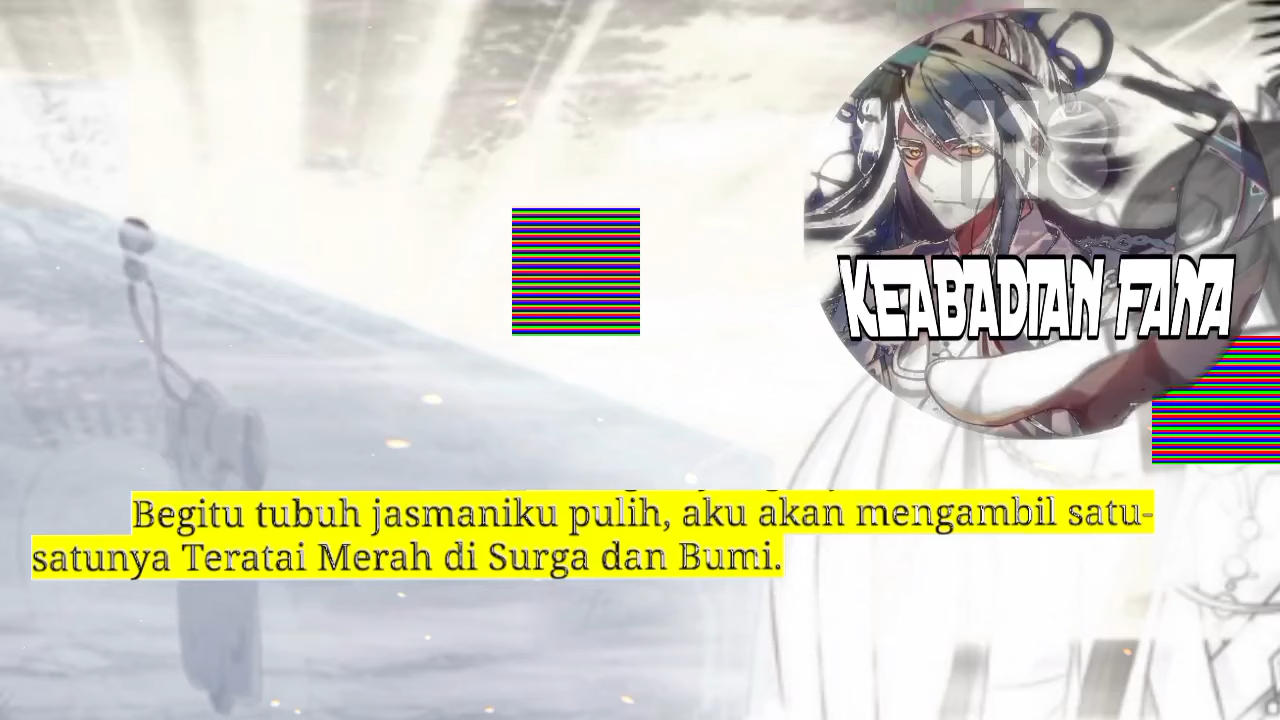 KEABADIAN FANA
Begitu tubuh jasmaniku pulih, aku akan mengambil satu-
satunya Teratai Merah di Surga dan Bumi.